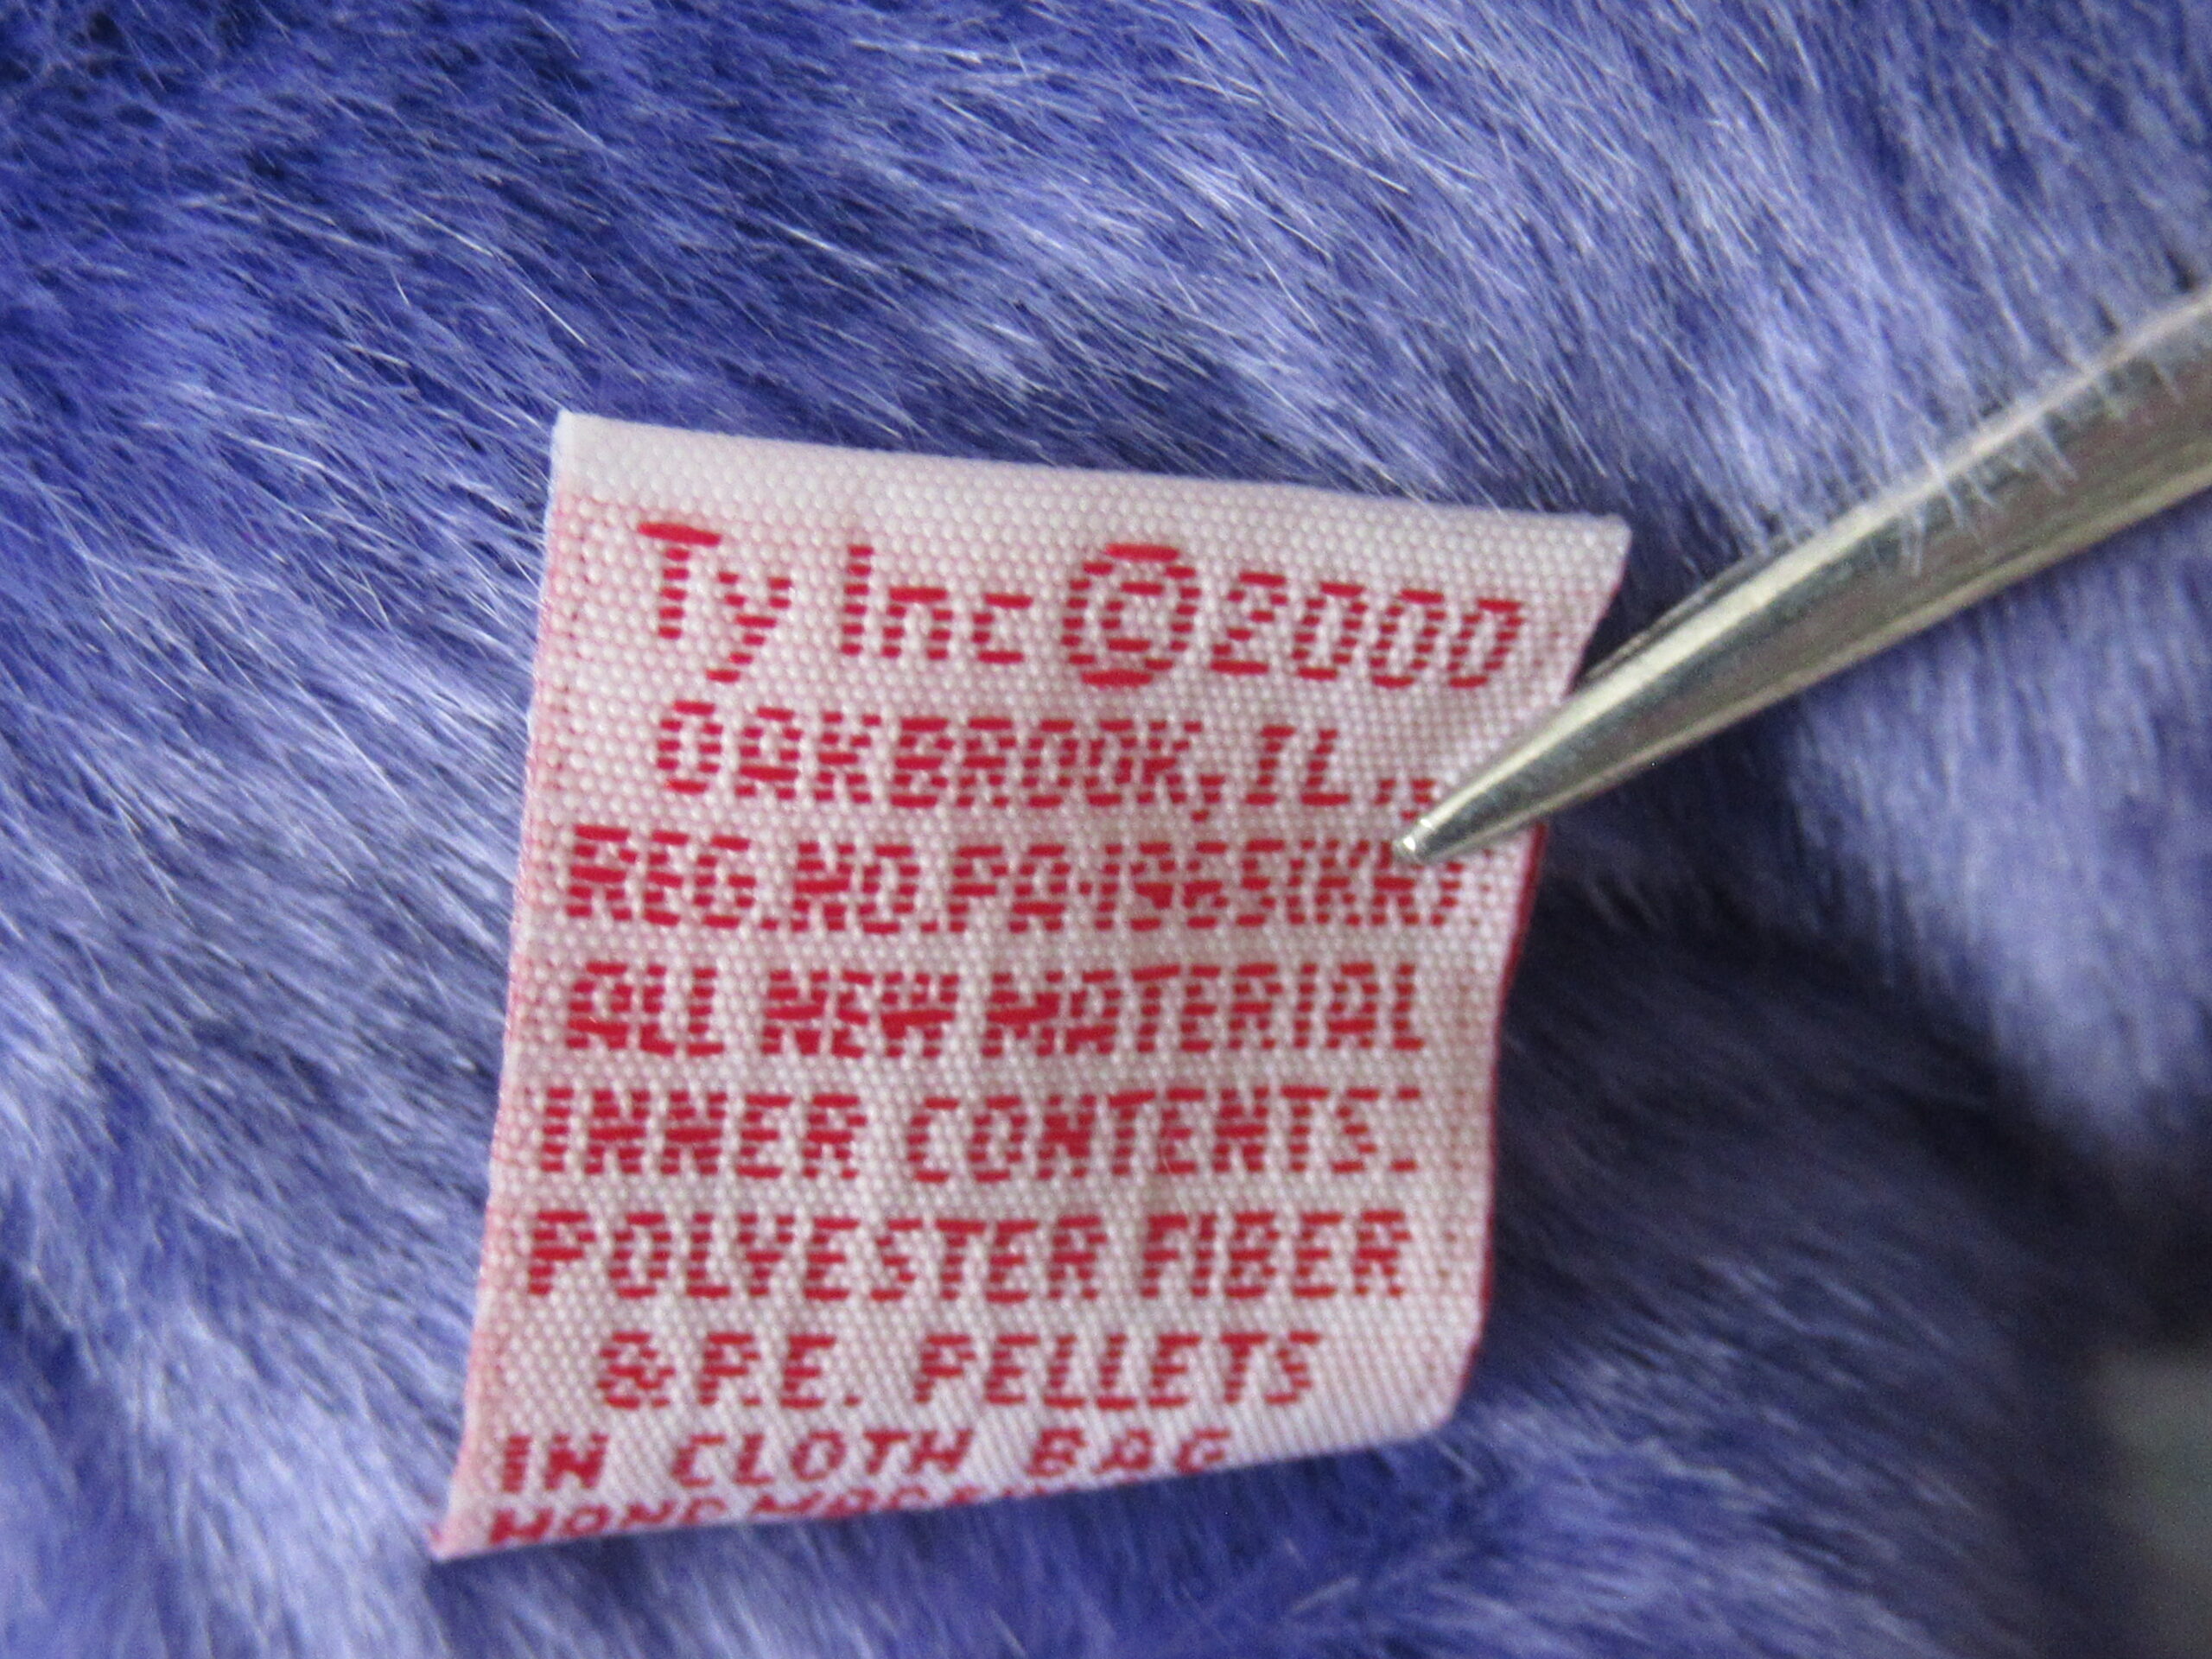 Ty Inc ©2000
OAKBROOK, IL.,
REG.NO.PA-1965(KR)
ALL NEW MATERIAL
INNER CONTENTS:
POLYESTER FIBER
& P.E. PELLETS
IN CLOTH BAG